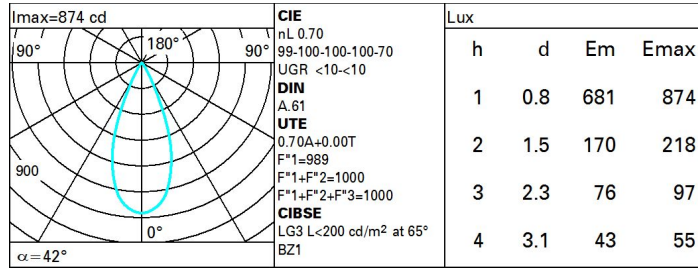 Imax=874 cd
90°
180°
90°
900
0°
α=42°
CIE
nL 0.70
99-100-100-100-70
UGR <10-<10
DIN
A.61
UTE
0.70A+0.00T
F"1=989
F"1+F"2=1000
F"1+F"2+F"3=1000
CIBSE
LG3 L<200 cd/m² at 65°
BZ1
Lux
h d Em Emax
1 0.8 681 874
2 1.5 170 218
3 2.3 76 97
4 3.1 43 55